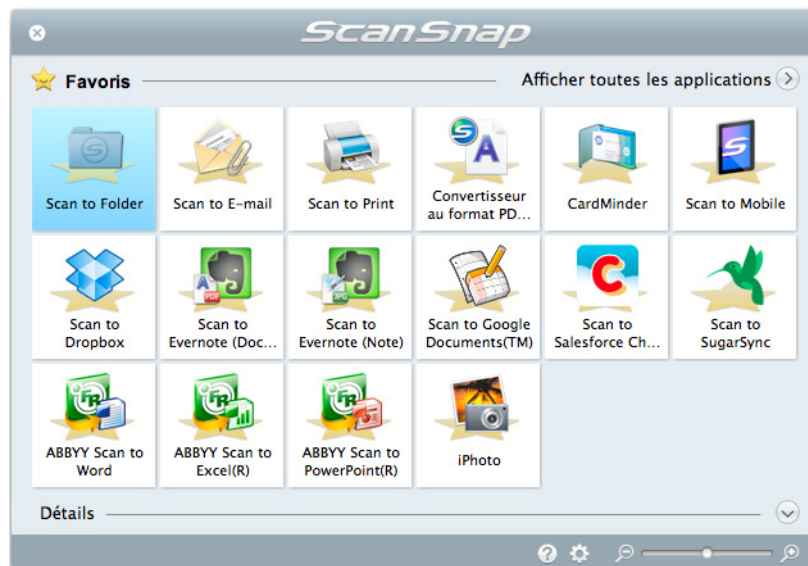 ScanSnap
Favoris
Afficher toutes les applications
Scan to Folder
Scan to E-mail
Scan to Print
Convertisseur
au format PD...
CardMinder
Scan to Mobile
Scan to
Dropbox
Scan to
Evernote (Doc...
Scan to
Evernote (Note)
Scan to Google
Documents(TM)
Scan to
Salesforce Ch...
Scan to
SugarSync
ABBYY Scan to
Word
ABBYY Scan to
Excel(R)
ABBYY Scan to
PowerPoint(R)
iPhoto
Détails